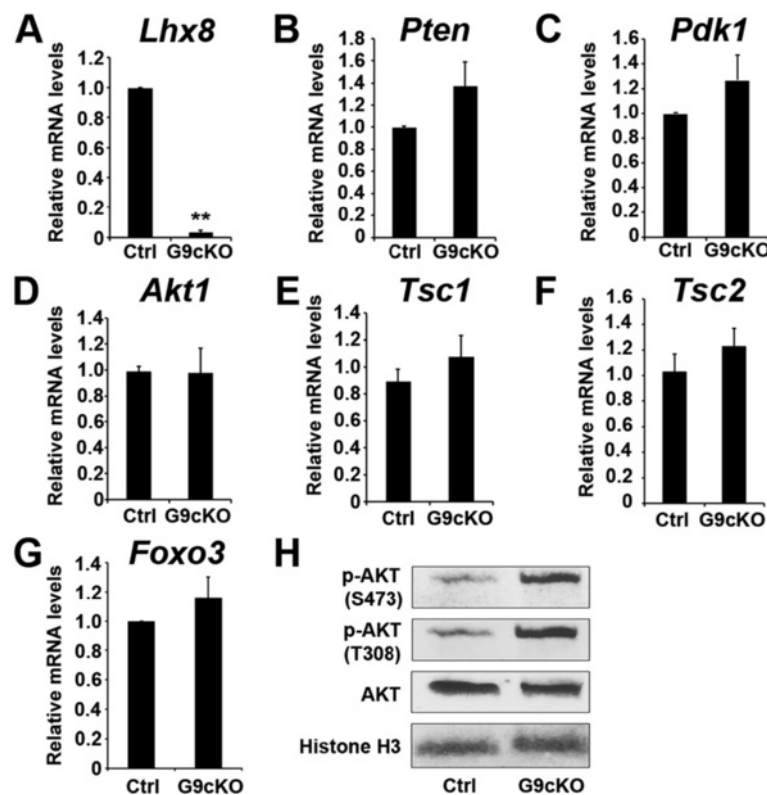 A Lhx8
Relative mRNA levels
1.2
1.0
0.8
0.6
0.4
0.2
0
**
Ctrl G9cKO
B Pten
Relative mRNA levels
1.8
1.6
1.4
1.2
1.0
0.8
0.6
0.4
0.2
0
Ctrl G9cKO
C Pdk1
Relative mRNA levels
1.6
1.4
1.2
1.0
0.8
0.6
0.4
0.2
0
Ctrl G9cKO
D Akt1
Relative mRNA levels
1.4
1.2
1.0
0.8
0.6
0.4
0.2
0
Ctrl G9cKO
E Tsc1
Relative mRNA levels
1.4
1.2
1.0
0.8
0.6
0.4
0.2
0
Ctrl G9cKO
F Tsc2
Relative mRNA levels
1.6
1.4
1.2
1.0
0.8
0.6
0.4
0.2
0
Ctrl G9cKO
G Foxo3
Relative mRNA levels
1.4
1.2
1.0
0.8
0.6
0.4
0.2
0
Ctrl G9cKO
H
p-AKT
(S473)
p-AKT
(T308)
AKT
Histone H3
Ctrl G9cKO